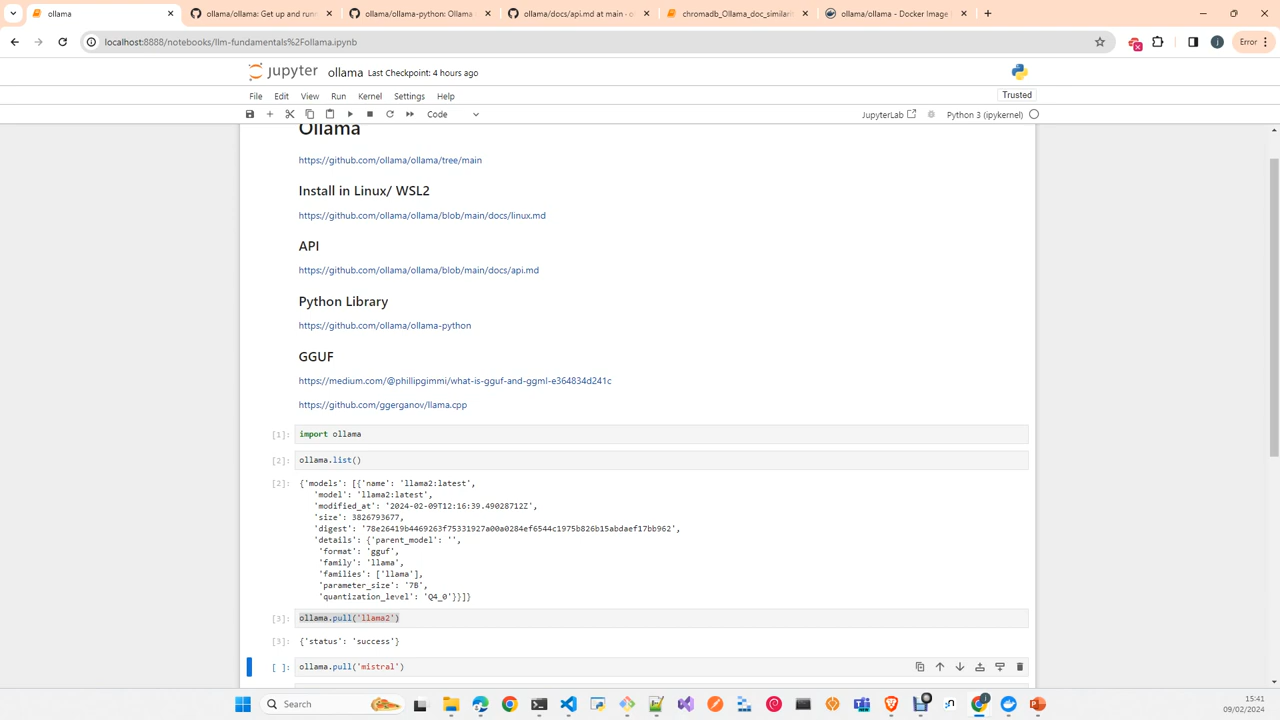 ollama
ollama/ollama: Get up and runn
ollama/ollama-python: Ollama
ollama/docs/api.md at main · o
chromadb_Ollama_doc_similari
ollama/ollama - Docker Image
localhost:8888/notebooks/llm-fundamentals%2Follama.ipynb
Error
jupyter ollama Last Checkpoint: 4 hours ago
File Edit View Run Kernel Settings Help
Trusted
Code
JupyterLab
Python 3 (ipykernel)
Ollama
https://github.com/ollama/ollama/tree/main
Install in Linux/ WSL2
https://github.com/ollama/ollama/blob/main/docs/linux.md
API
https://github.com/ollama/ollama/blob/main/docs/api.md
Python Library
https://github.com/ollama/ollama-python
GGUF
https://medium.com/@phillipgimmi/what-is-gguf-and-ggml-e364834d241c
https://github.com/ggerganov/llama.cpp
[1]: import ollama
[2]: ollama.list()
[2]: {'models': [{'name': 'llama2:latest',
'model': 'llama2:latest',
'modified_at': '2024-02-09T12:16:39.49028712Z',
'size': 3826793677,
'digest': '78e26419b4469263f75331927a00a0284ef6544c1975b826b15abdaef17bb962',
'details': {'parent_model': '',
'format': 'gguf',
'family': 'llama',
'families': ['llama'],
'parameter_size': '7B',
'quantization_level': 'Q4_0'}}]}
[3]: ollama.pull('llama2')
[3]: {'status': 'success'}
[ ]: ollama.pull('mistral')
Search
15:41
09/02/2024